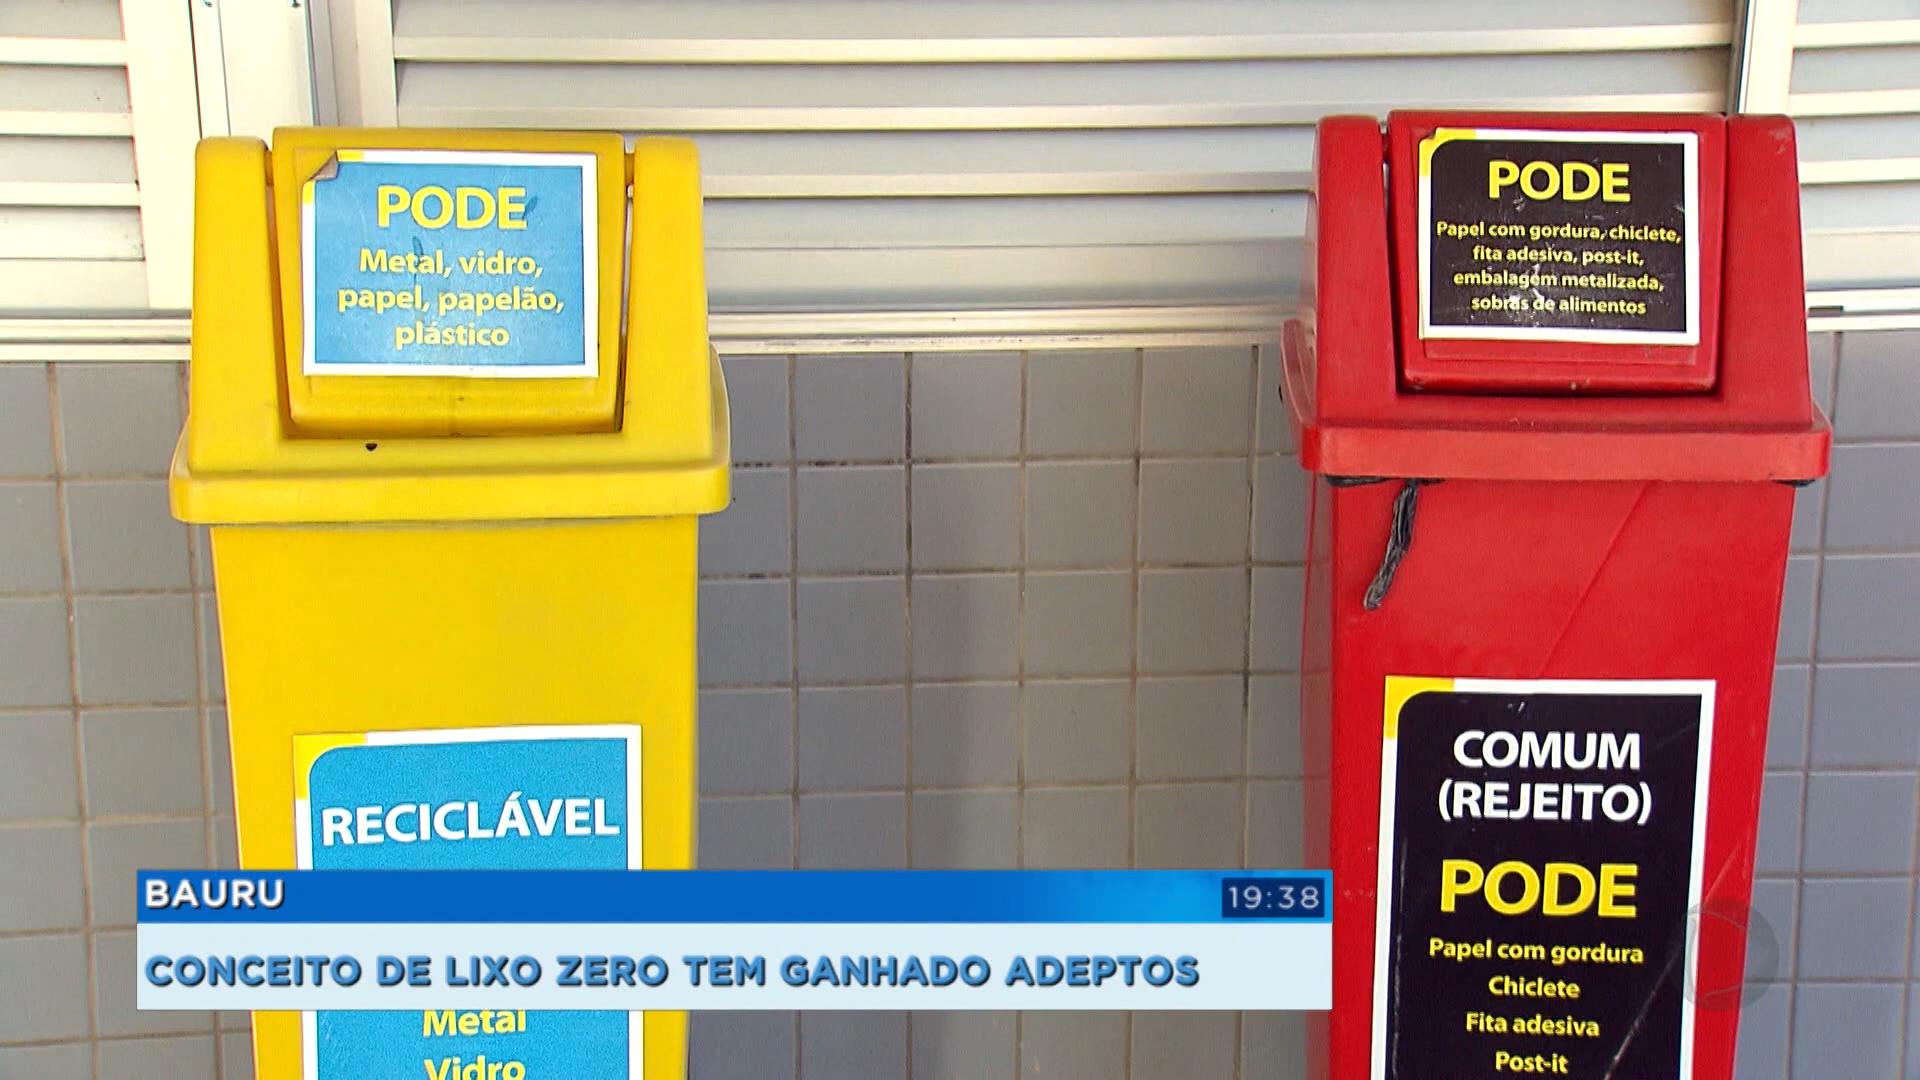 PODE
Metal, vidro,
papel, papelão,
plástico
RECICLÁVEL
Metal
Vidro
PODE
Papel com gordura, chiclete,
fita adesiva, post-it,
embalagem metalizada,
sobras de alimentos
COMUM
(REJEITO)
PODE
Papel com gordura
Chiclete
Fita adesiva
Post-it
BAURU
19:38
CONCEITO DE LIXO ZERO TEM GANHADO ADEPTOS